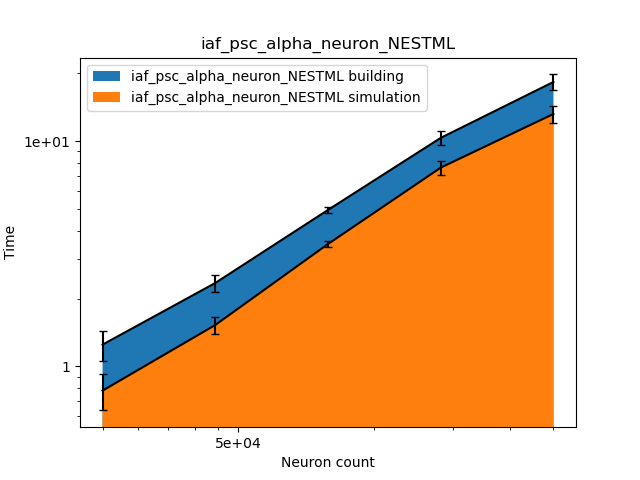 iaf_psc_alpha_neuron_NESTML
iaf_psc_alpha_neuron_NESTML building
iaf_psc_alpha_neuron_NESTML simulation
1e+01
Time
1
5e+04
Neuron count